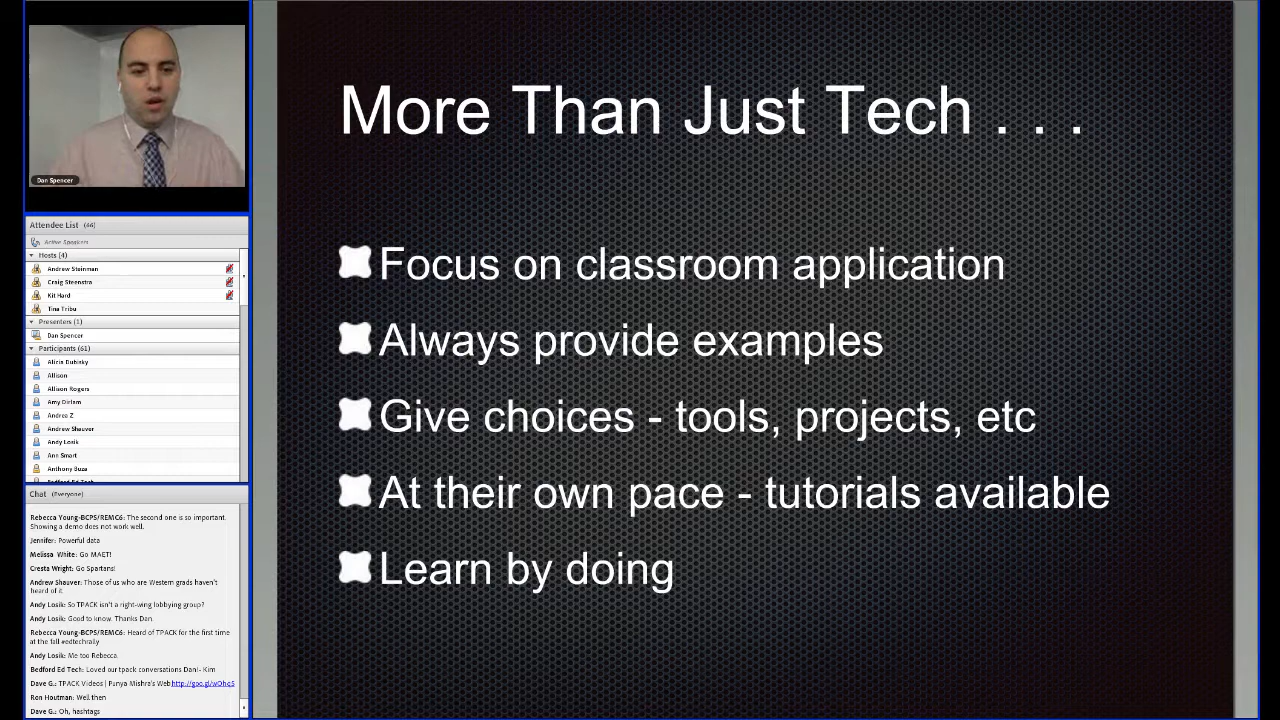 Dan Spencer
Attendee List (66)
Active Speakers
Hosts (4)
Andrew Steinman
Craig Steenstra
Kit Hard
Tina Tribu
Presenters (1)
Dan Spencer
Participants (61)
Alicia Dubisky
Allison
Allison Rogers
Amy Dirlam
Andrea Z
Andrew Shauver
Andy Losik
Ann Smart
Anthony Buza
Bedford Ed Tech
Chat (Everyone)
Rebecca Young-BCPS/REMC6: The second one is so important.
Showing a demo does not work well.
Jennifer: Powerful data
Melissa White: Go MAET!
Cresta Wright: Go Spartans!
Andrew Shauver: Those of us who are Western grads haven't
heard of it.
Andy Losik: So TPACK isn't a right-wing lobbying group?
Andy Losik: Good to know. Thanks Dan.
Rebecca Young-BCPS/REMC6: Heard of TPACK for the first time
at the fall #edtechrally
Andy Losik: Me too Rebecca.
Bedford Ed Tech: Loved our tpack conversations Dan!- Kim
Dave G.: TPACK Videos | Punya Mishra's Web
Ron Houtman: Well then
Dave G.: Oh, hashtags
More Than Just Tech . . .
Focus on classroom application
Always provide examples
Give choices - tools, projects, etc
At their own pace - tutorials available
Learn by doing